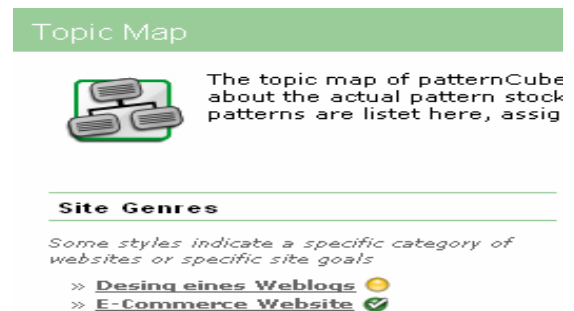 Topic Map
The topic map of patternCube
about the actual pattern stock
patterns are listet here, assig
Site Genres
Some styles indicate a specific category of
websites or specific site goals
» Desing eines Weblogs
» E-Commerce Website